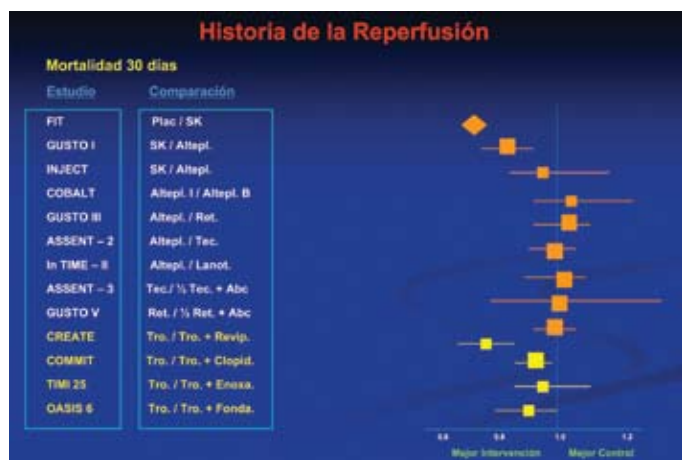 Historia de la Reperfusión
Mortalidad 30 días
Estudio Comparación
FIT Plac / SK
GUSTO I SK / Altepl.
INJECT SK / Altepl.
COBALT Altepl. I / Altepl. B
GUSTO III Altepl. / Ret.
ASSENT – 2 Altepl. / Tec.
In TIME – II Altepl. / Lanot.
ASSENT – 3 Tec./ ½ Tec. + Abc
GUSTO V Ret. / ½ Ret. + Abc
CREATE Tro. / Tro. + Revip.
COMMIT Tro. / Tro. + Clopid.
TIMI 25 Tro. / Tro. + Enoxa.
OASIS 6 Tro. / Tro. + Fonda.
0.8 1.0 1.2
Mejor Intervención Mejor Control